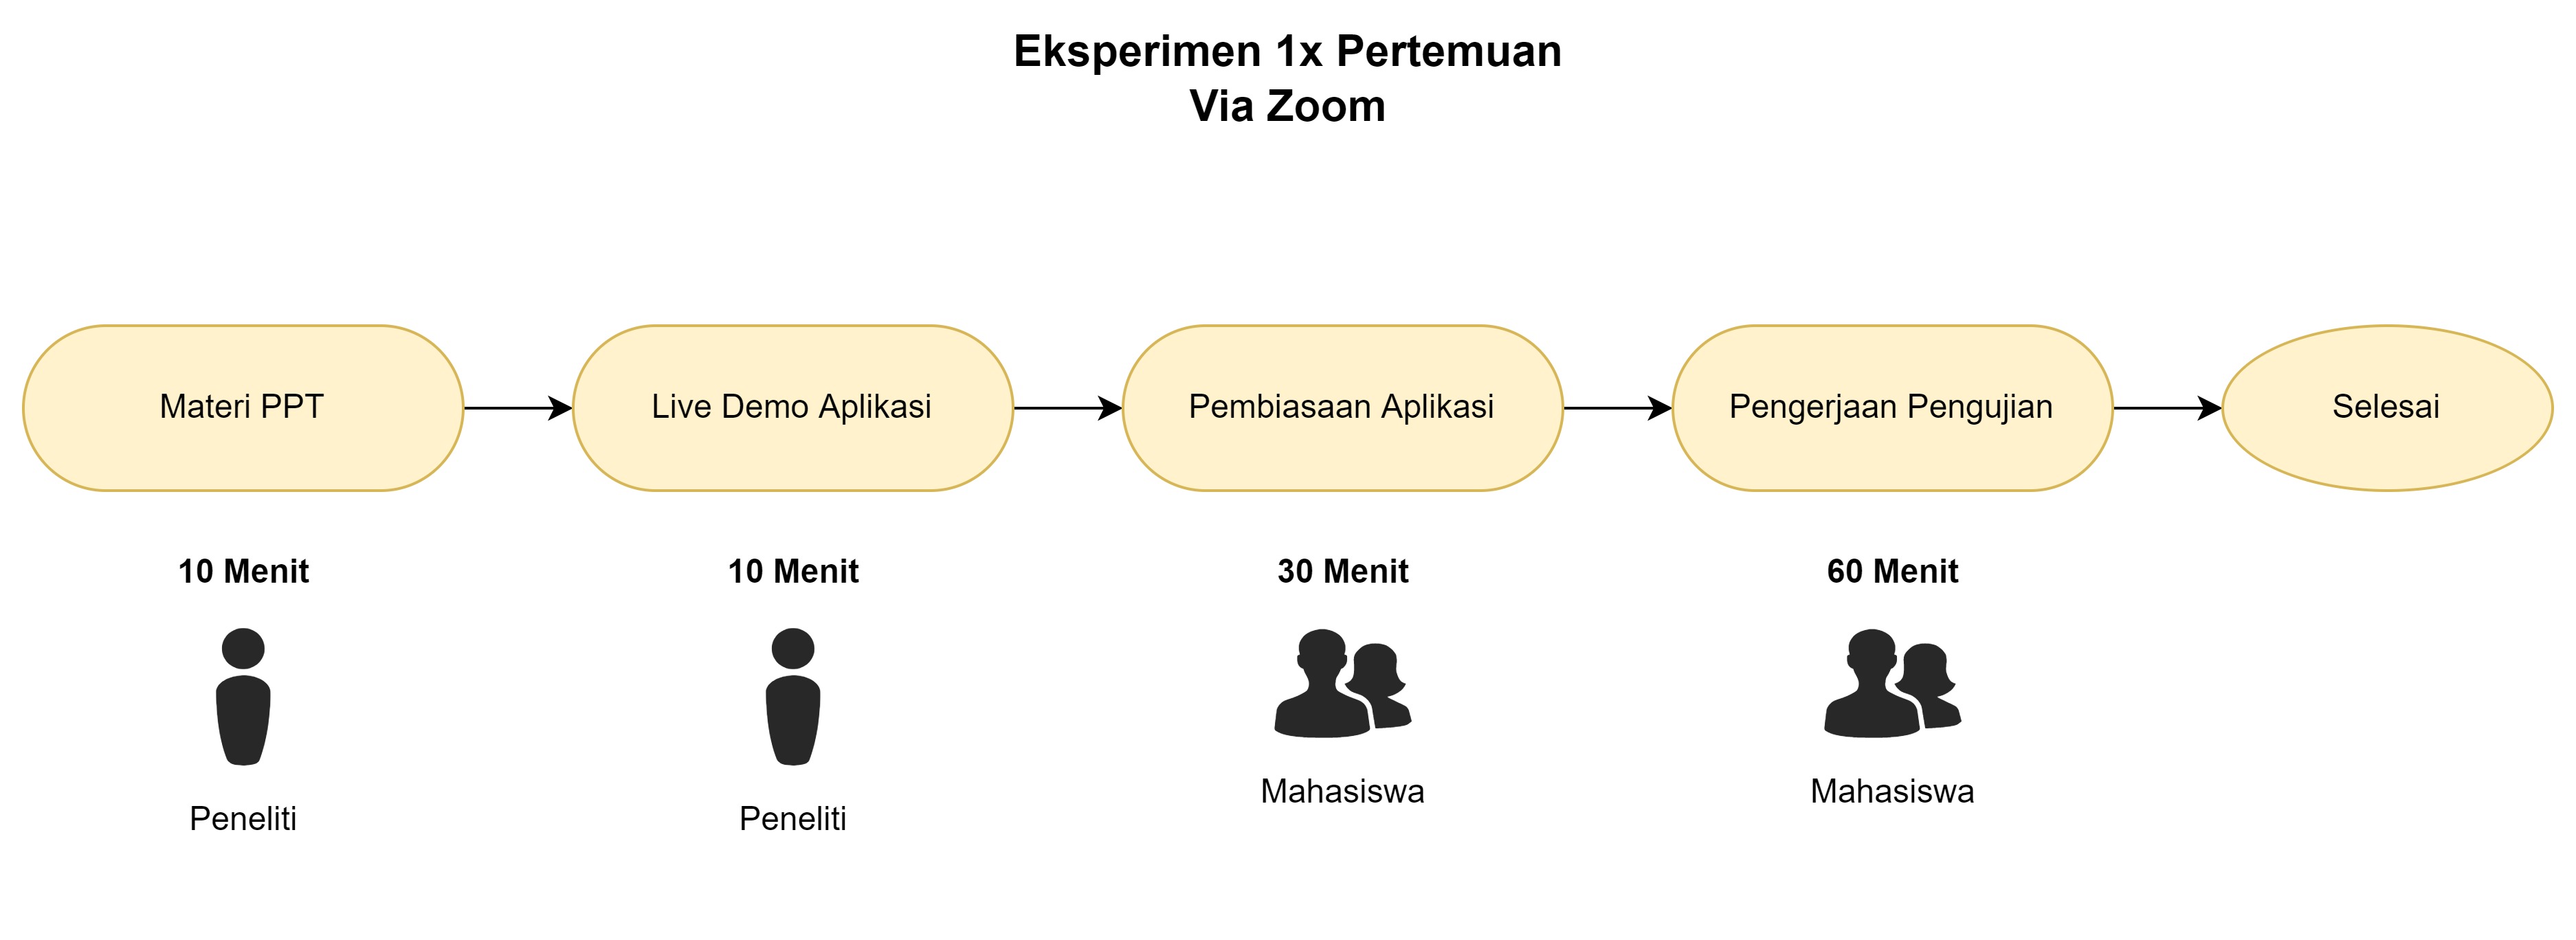 Eksperimen 1x Pertemuan
Via Zoom
Materi PPT
Live Demo Aplikasi
Pembiasaan Aplikasi
Pengerjaan Pengujian
Selesai
10 Menit
10 Menit
30 Menit
60 Menit
Peneliti
Peneliti
Mahasiswa
Mahasiswa